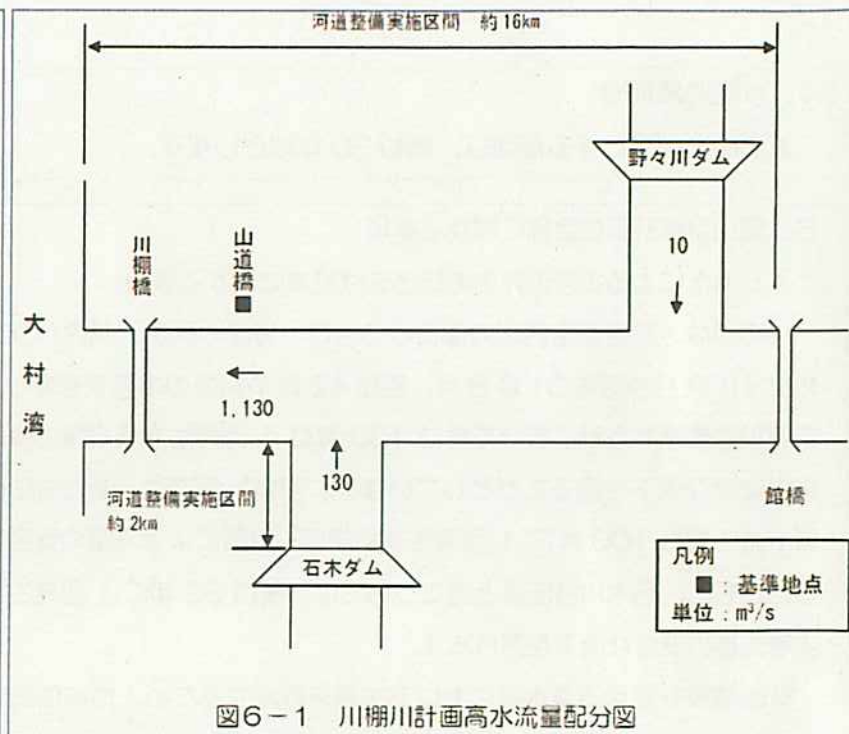 河道整備実施区間 約16km
野々川ダム
川棚橋
山道橋
10
大村湾
1,130
130
河道整備実施区間
約2km
館橋
石木ダム
凡例
■ 基準地点
単位：m³/s
図６－１ 川棚川計画高水流量配分図